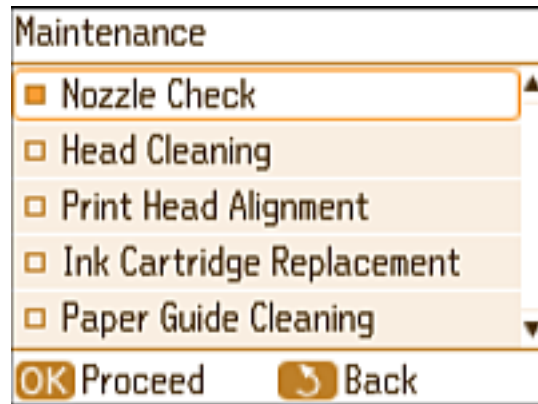 Maintenance
Nozzle Check
Head Cleaning
Print Head Alignment
Ink Cartridge Replacement
Paper Guide Cleaning
OK Proceed Back